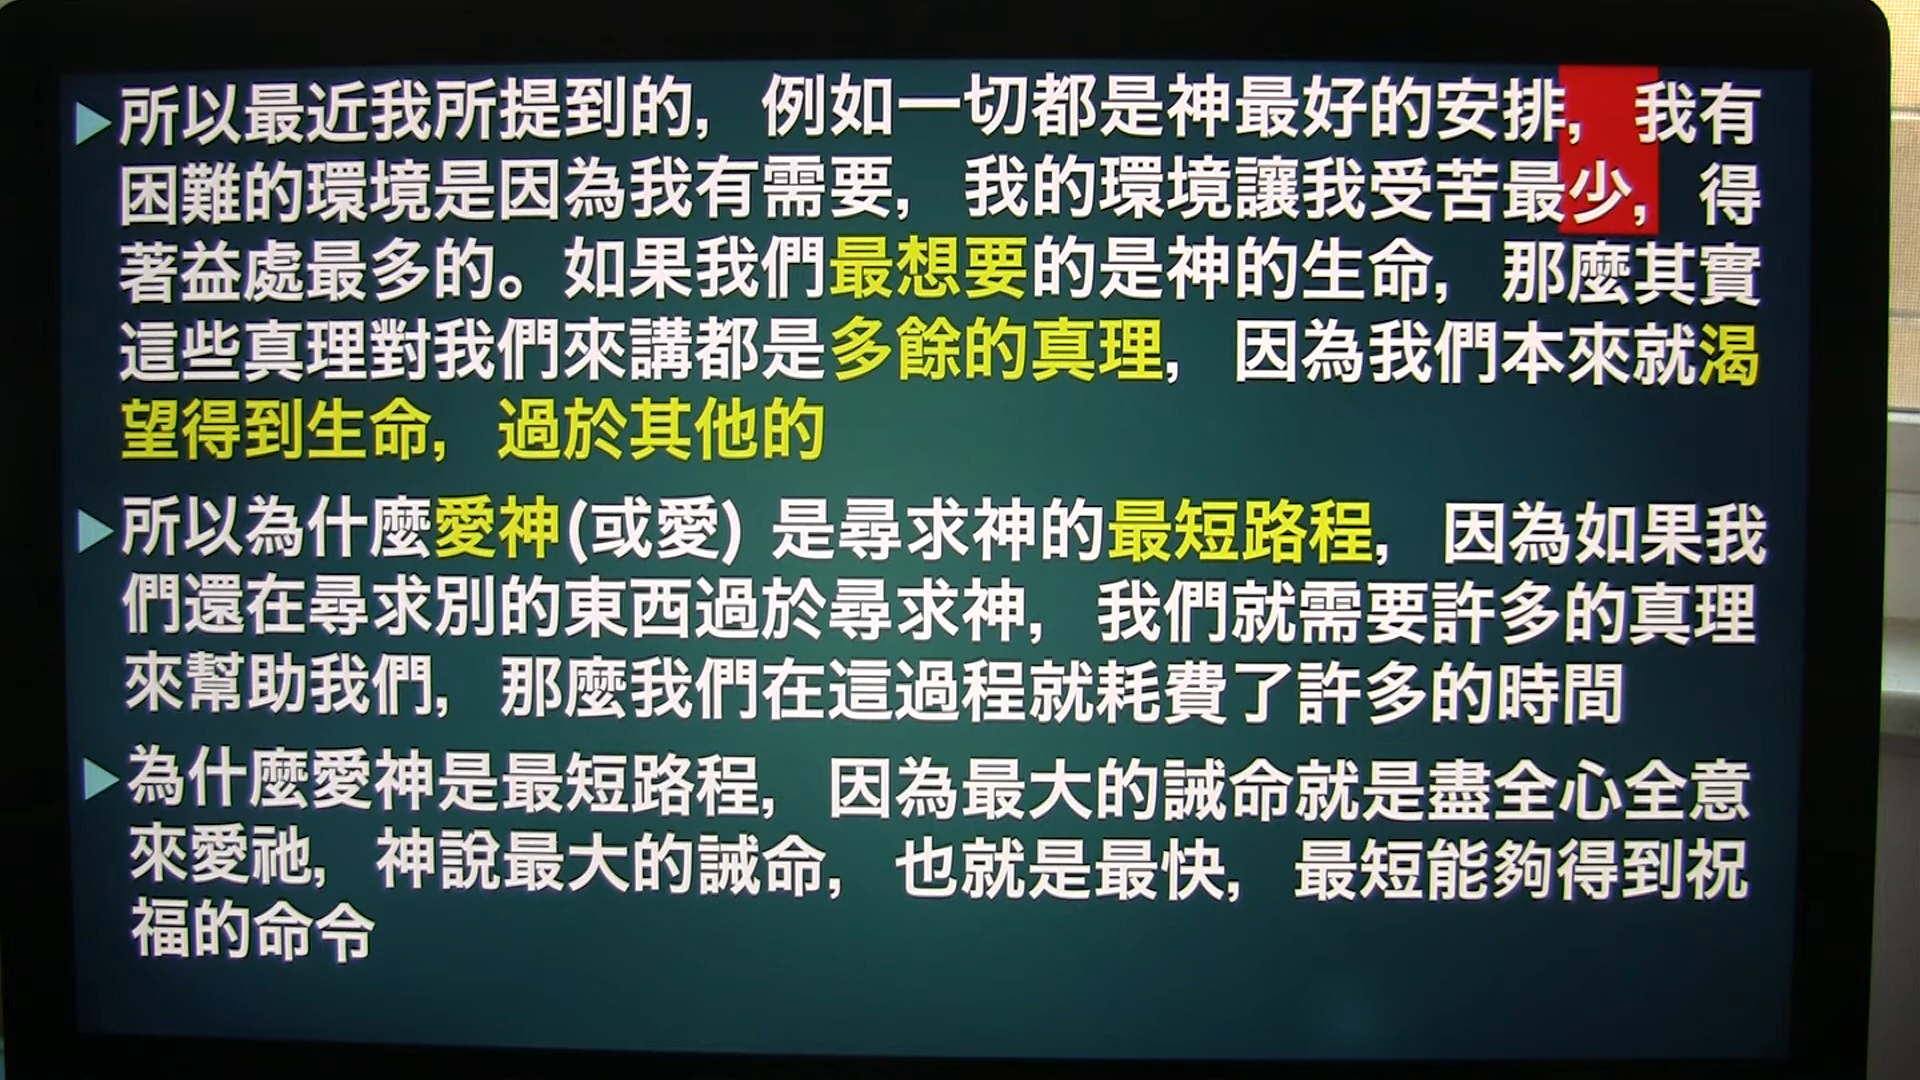 所以最近我所提到的，例如一切都是神最好的安排，我有
困難的環境是因為我有需要，我的環境讓我受苦最少，得
著益處最多的。如果我們最想要的是神的生命，那麼其實
這些真理對我們來講都是多餘的真理，因為我們本來就渴
望得到生命，過於其他的
所以為什麼愛神(或愛) 是尋求神的最短路程，因為如果我
們還在尋求別的東西過於尋求神，我們就需要許多的真理
來幫助我們，那麼我們在這過程就耗費了許多的時間
為什麼愛神是最短路程，因為最大的誡命就是盡全心全意
來愛祂，神說最大的誡命，也就是最快，最短能夠得到祝
福的命令